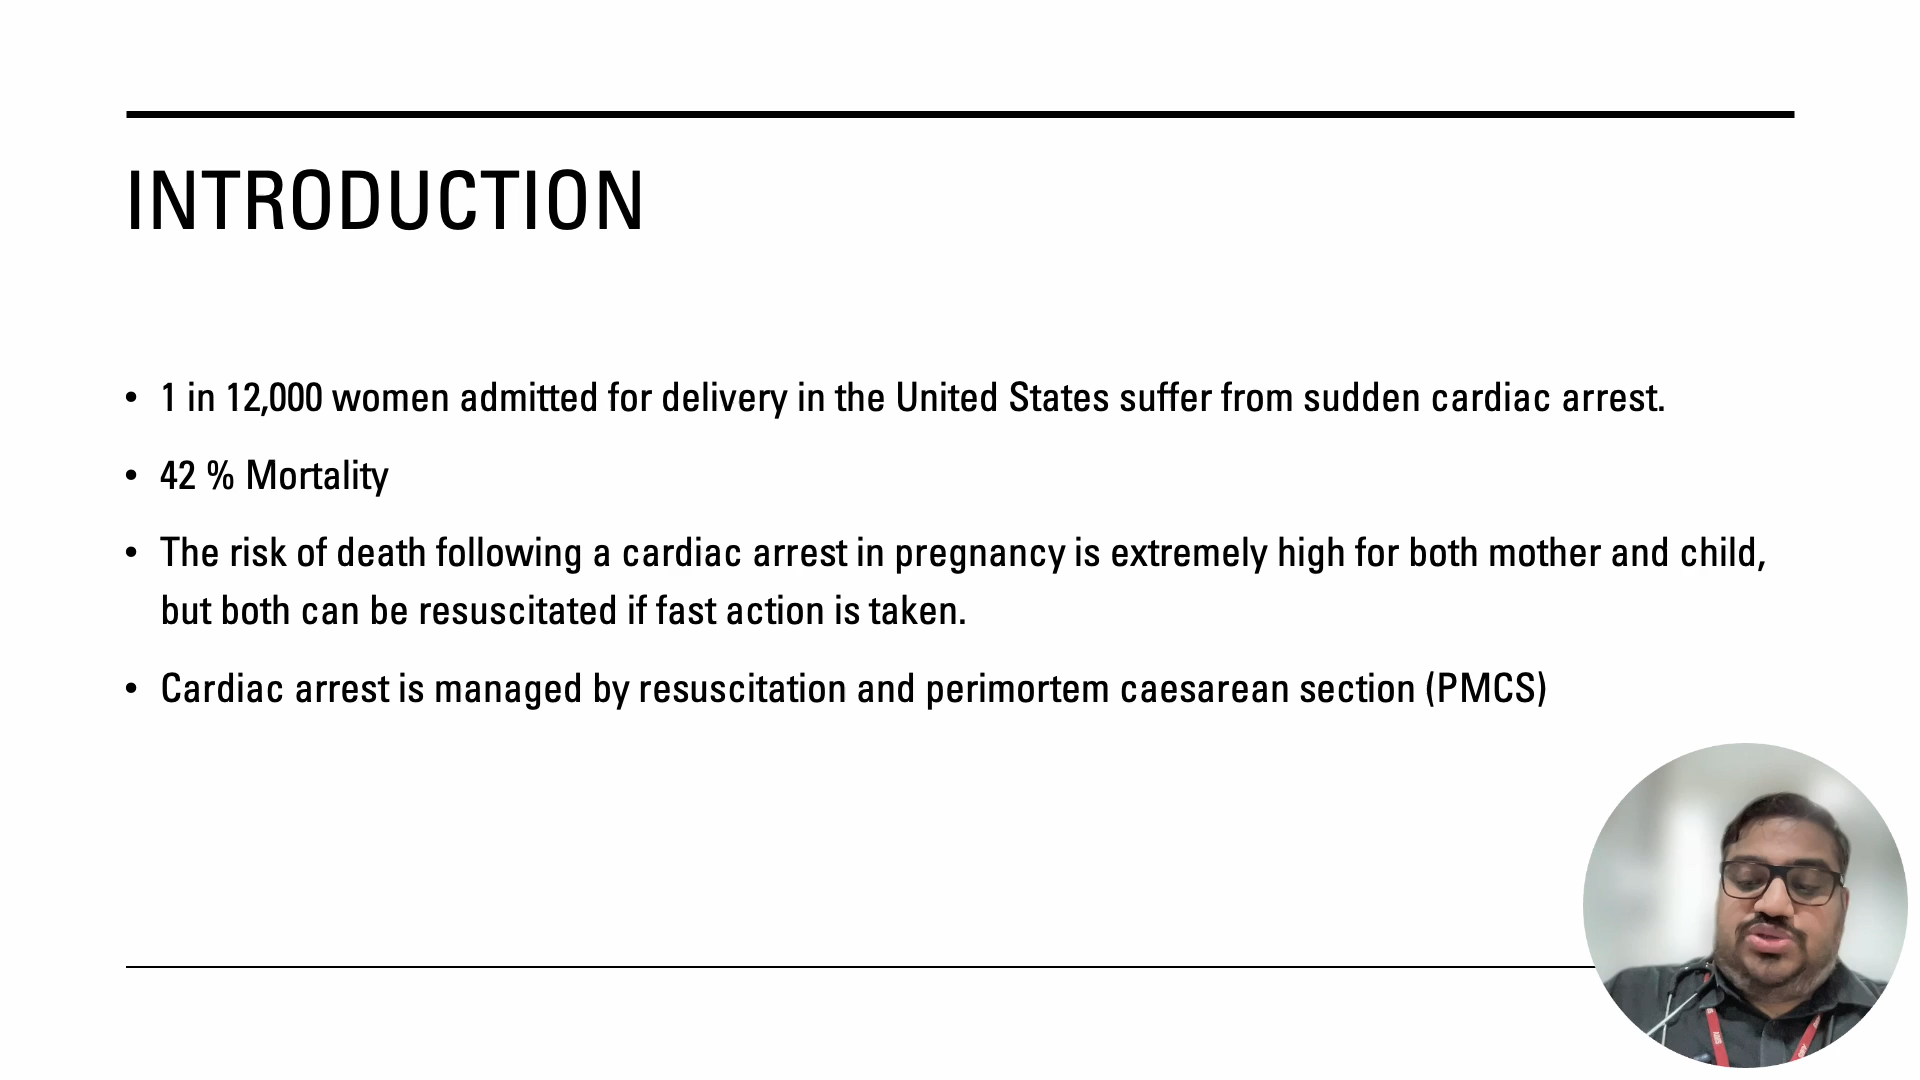 INTRODUCTION
• 1 in 12,000 women admitted for delivery in the United States suffer from sudden cardiac arrest.
• 42 % Mortality
• The risk of death following a cardiac arrest in pregnancy is extremely high for both mother and child,
but both can be resuscitated if fast action is taken.
• Cardiac arrest is managed by resuscitation and perimortem caesarean section (PMCS)